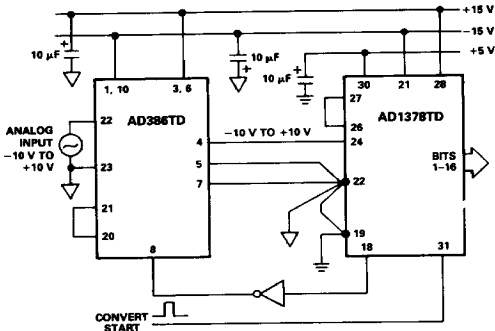 +15 V
-15 V
+5 V
10 μF
+
10 μF
+
10 μF
+
1, 10
3, 6
30
21
28
AD386TD
AD1378TD
22
27
26
ANALOG
INPUT
-10 V TO
+10 V
4
-10 V TO +10 V
24
BITS
1-16
5
23
7
22
21
20
19
8
18
31
CONVERT
START